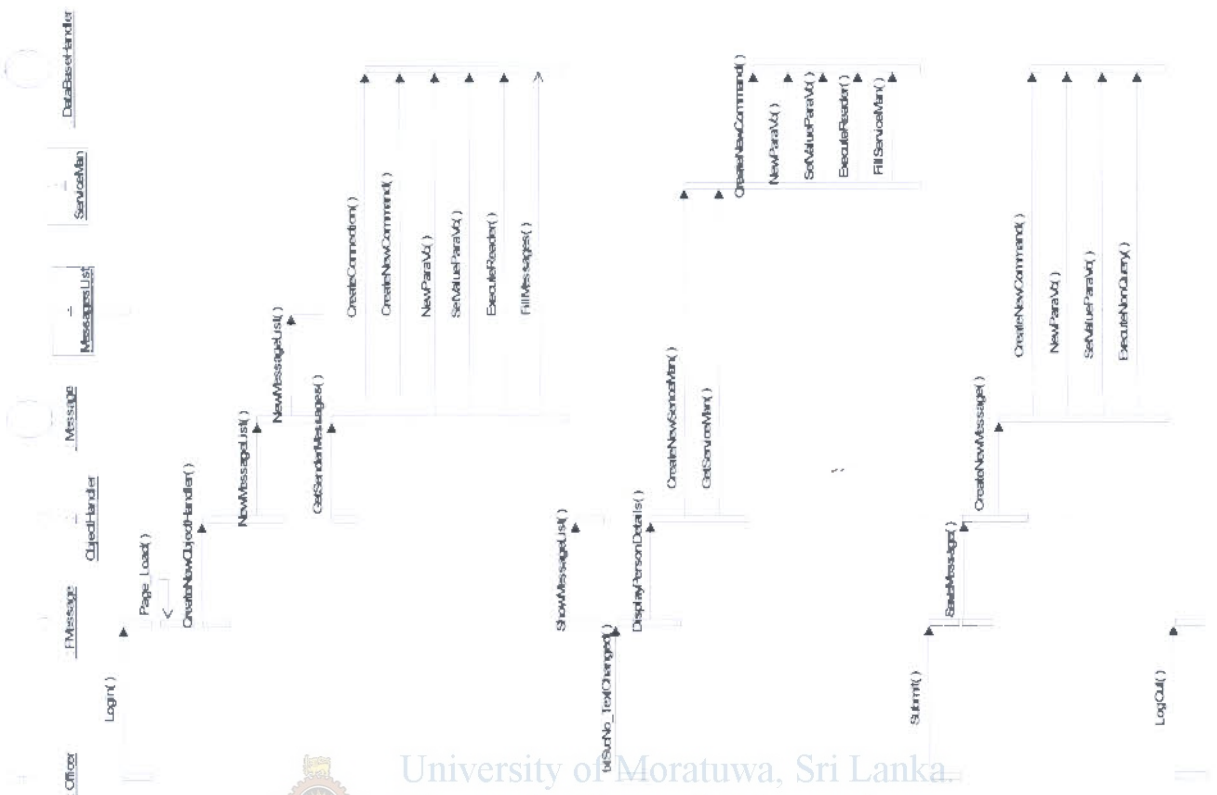 : Officer
: FMessage
: ObjectHandler
: Message
: MessagesList
: ServiceMan
: DataBaseHandler
Login( )
Page_Load( )
CreateNewObjectHandler( )
NewMessageList( )
NewMessageList( )
GetSenderMessages( )
CreateConnection( )
CreateNewCommand( )
NewParaVo( )
SetValueParaVo( )
ExecuteReader( )
FillMessages( )
ShowMessageList( )
txtSvcNo_TextChanged( )
DisplayPersonDetails( )
CreateNewServiceMan( )
GetServiceMan( )
CreateNewCommand( )
NewParaVo( )
SetValueParaVo( )
ExecuteReader( )
FillServiceMan( )
Submit( )
SaveMessage( )
CreateNewMessage( )
CreateNewCommand( )
NewParaVo( )
SetValueParaVo( )
ExecuteNonQuery( )
LogOut( )
University of Moratuwa, Sri Lanka.